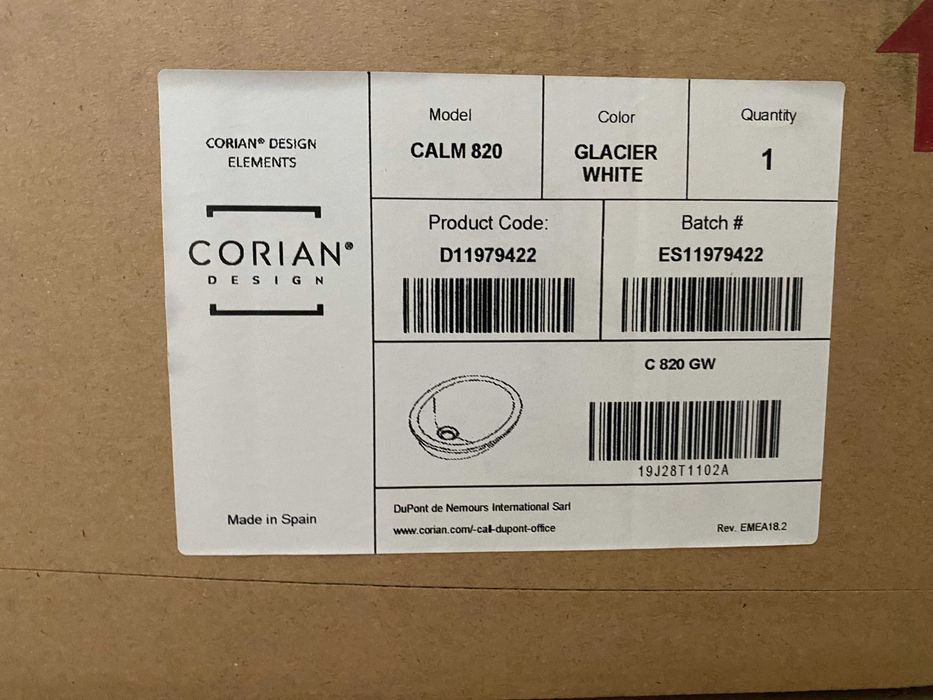 CORIAN® DESIGN
ELEMENTS
CORIAN®
DESIGN
Made in Spain
Model
CALM 820
Color
GLACIER
WHITE
Quantity
1
Product Code:
D11979422
Batch #
ES11979422
C 820 GW
19J28T1102A
DuPont de Nemours International Sarl
www.corian.com/-call-dupont-office
Rev. EMEA18.2